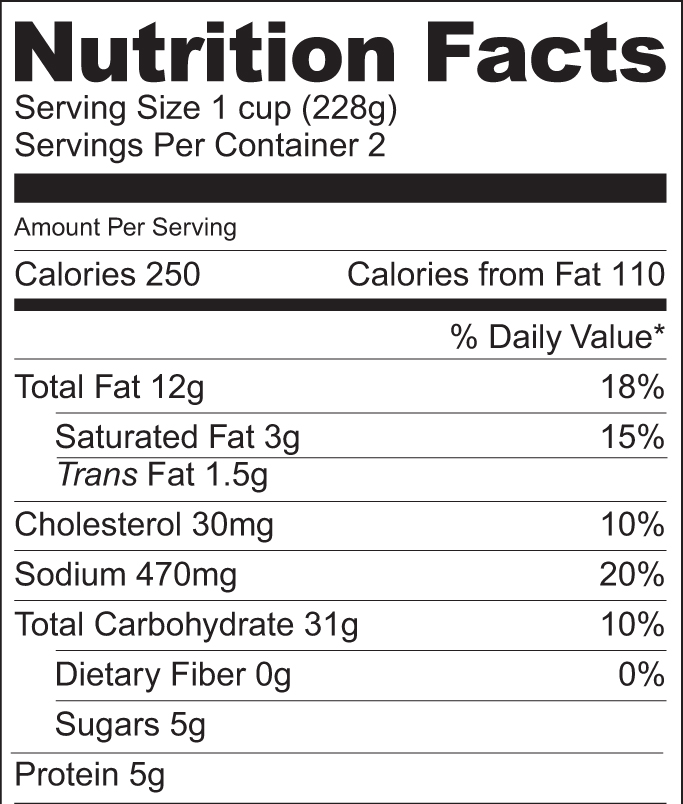 Nutrition Facts
Serving Size 1 cup (228g)
Servings Per Container 2
Amount Per Serving
Calories 250 Calories from Fat 110
% Daily Value*
Total Fat 12g 18%
Saturated Fat 3g 15%
Trans Fat 1.5g
Cholesterol 30mg 10%
Sodium 470mg 20%
Total Carbohydrate 31g 10%
Dietary Fiber 0g 0%
Sugars 5g
Protein 5g